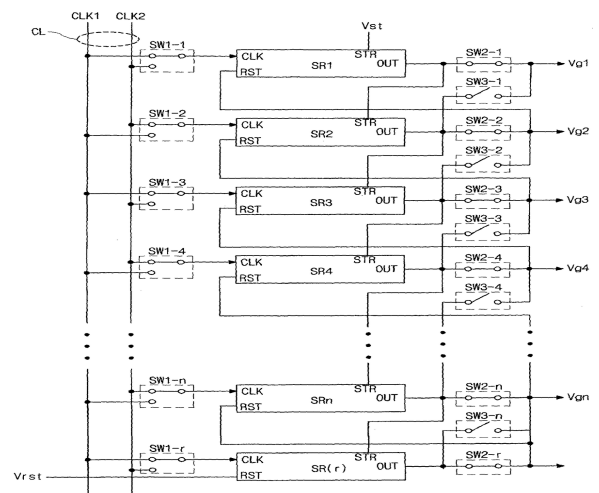 CLK1 CLK2
CL
Vst
SW1-1
CLK STR
RST SR1 OUT
SW2-1
Vg1
SW3-1
SW1-2
CLK STR
RST SR2 OUT
SW2-2
Vg2
SW3-2
SW1-3
CLK STR
RST SR3 OUT
SW2-3
Vg3
SW3-3
SW1-4
CLK STR
RST SR4 OUT
SW2-4
Vg4
SW3-4
SW1-n
CLK STR
RST SRn OUT
SW2-n
Vgn
SW3-n
SW1-r
CLK STR
RST SR(r) OUT
SW2-r
Vrst